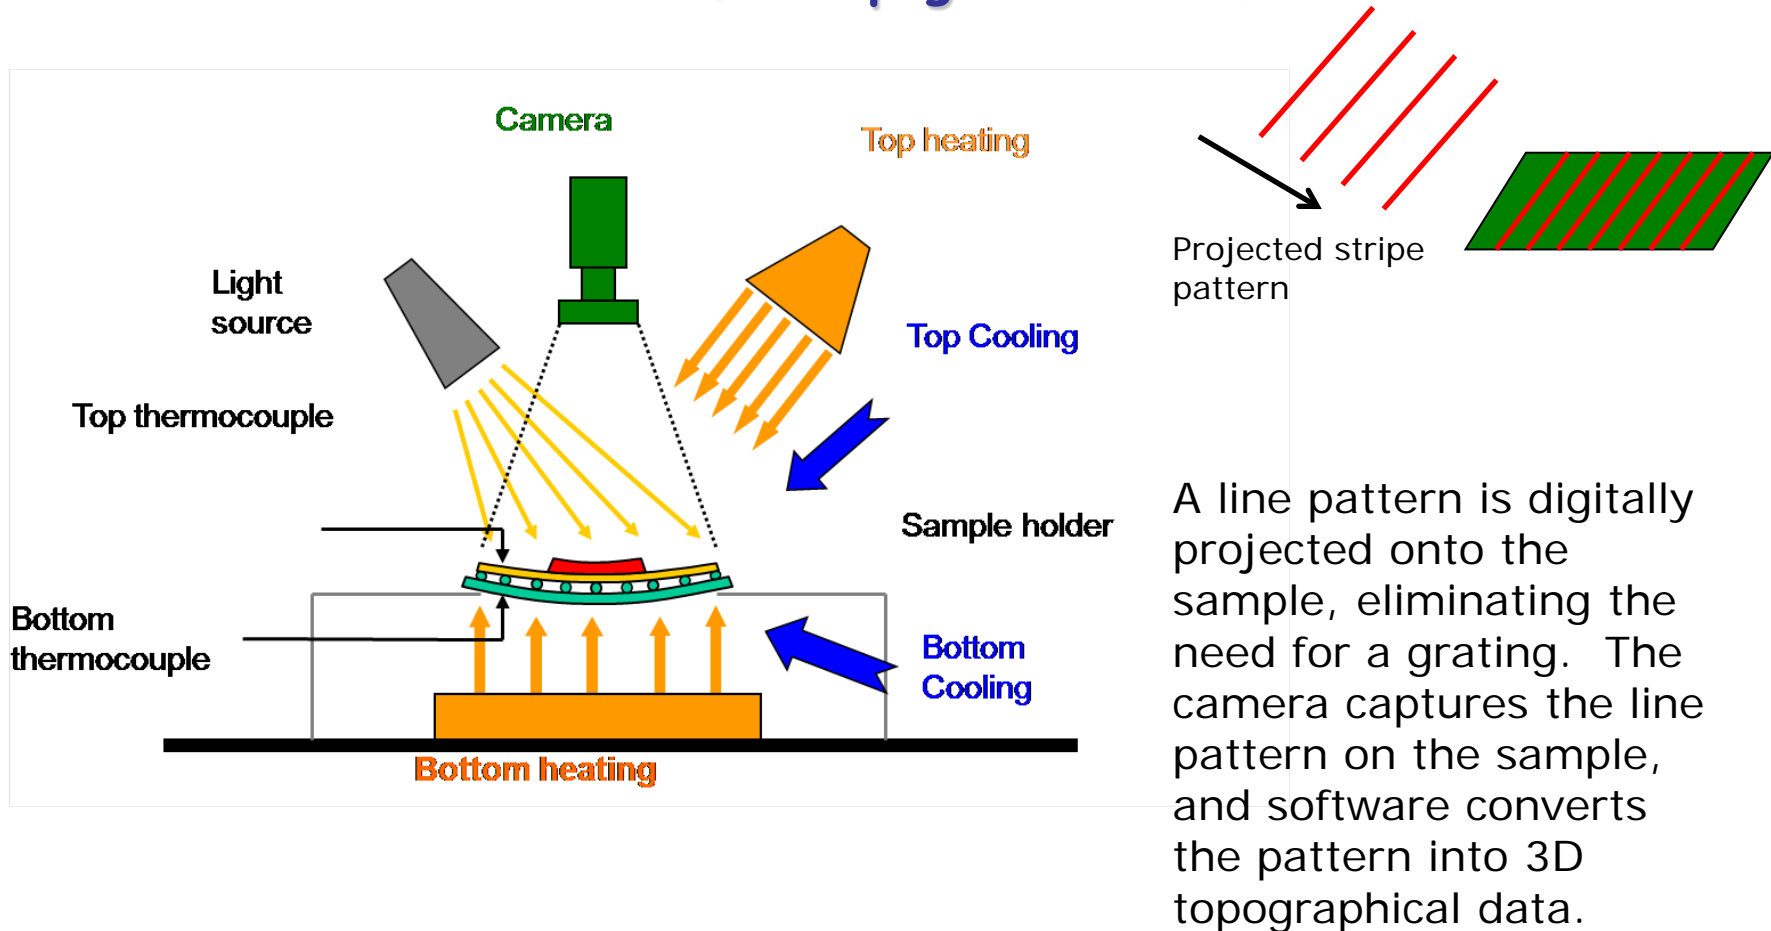 Camera
Top heating
Light
source
Top Cooling
Top thermocouple
Sample holder
Bottom
thermocouple
Bottom
Cooling
Bottom heating
Projected stripe
pattern
A line pattern is digitally
projected onto the
sample, eliminating the
need for a grating.  The
camera captures the line
pattern on the sample,
and software converts
the pattern into 3D
topographical data.